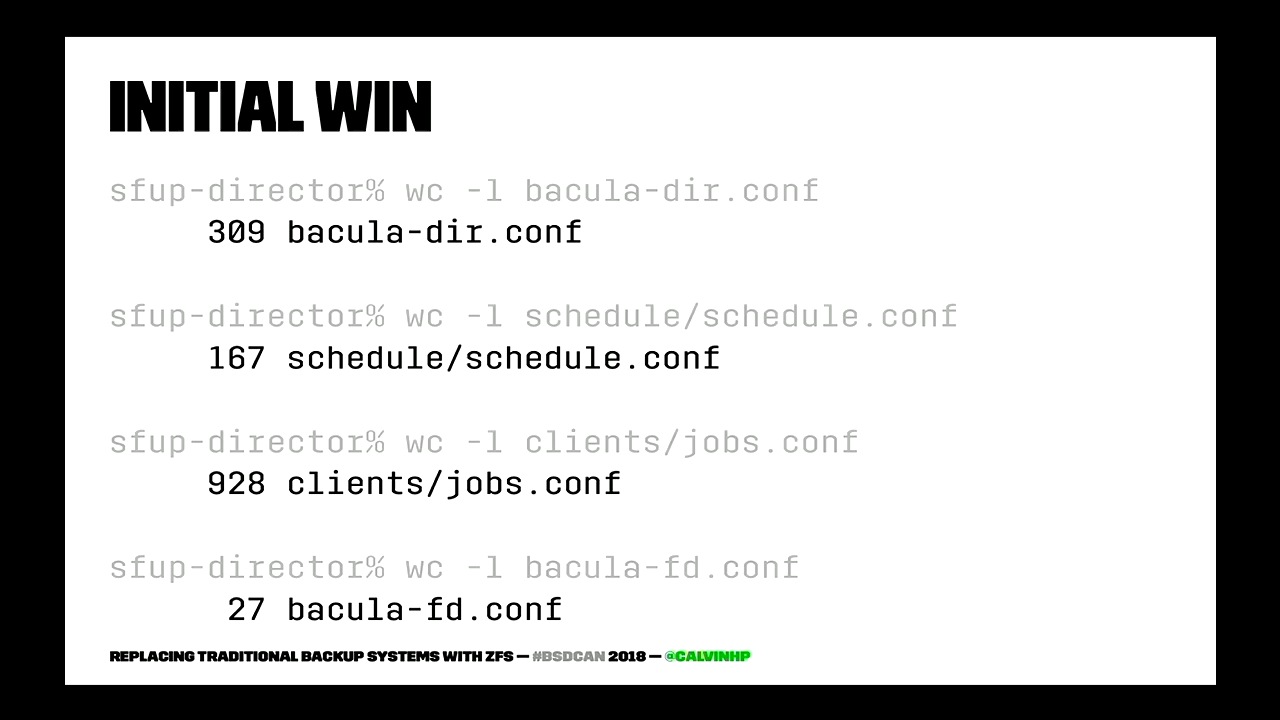 INITIAL WIN
sfup-director% wc -l bacula-dir.conf
309 bacula-dir.conf
sfup-director% wc -l schedule/schedule.conf
167 schedule/schedule.conf
sfup-director% wc -l clients/jobs.conf
928 clients/jobs.conf
sfup-director% wc -l bacula-fd.conf
27 bacula-fd.conf
REPLACING TRADITIONAL BACKUP SYSTEMS WITH ZFS — #BSDCAN 2018 — @CALVINHP